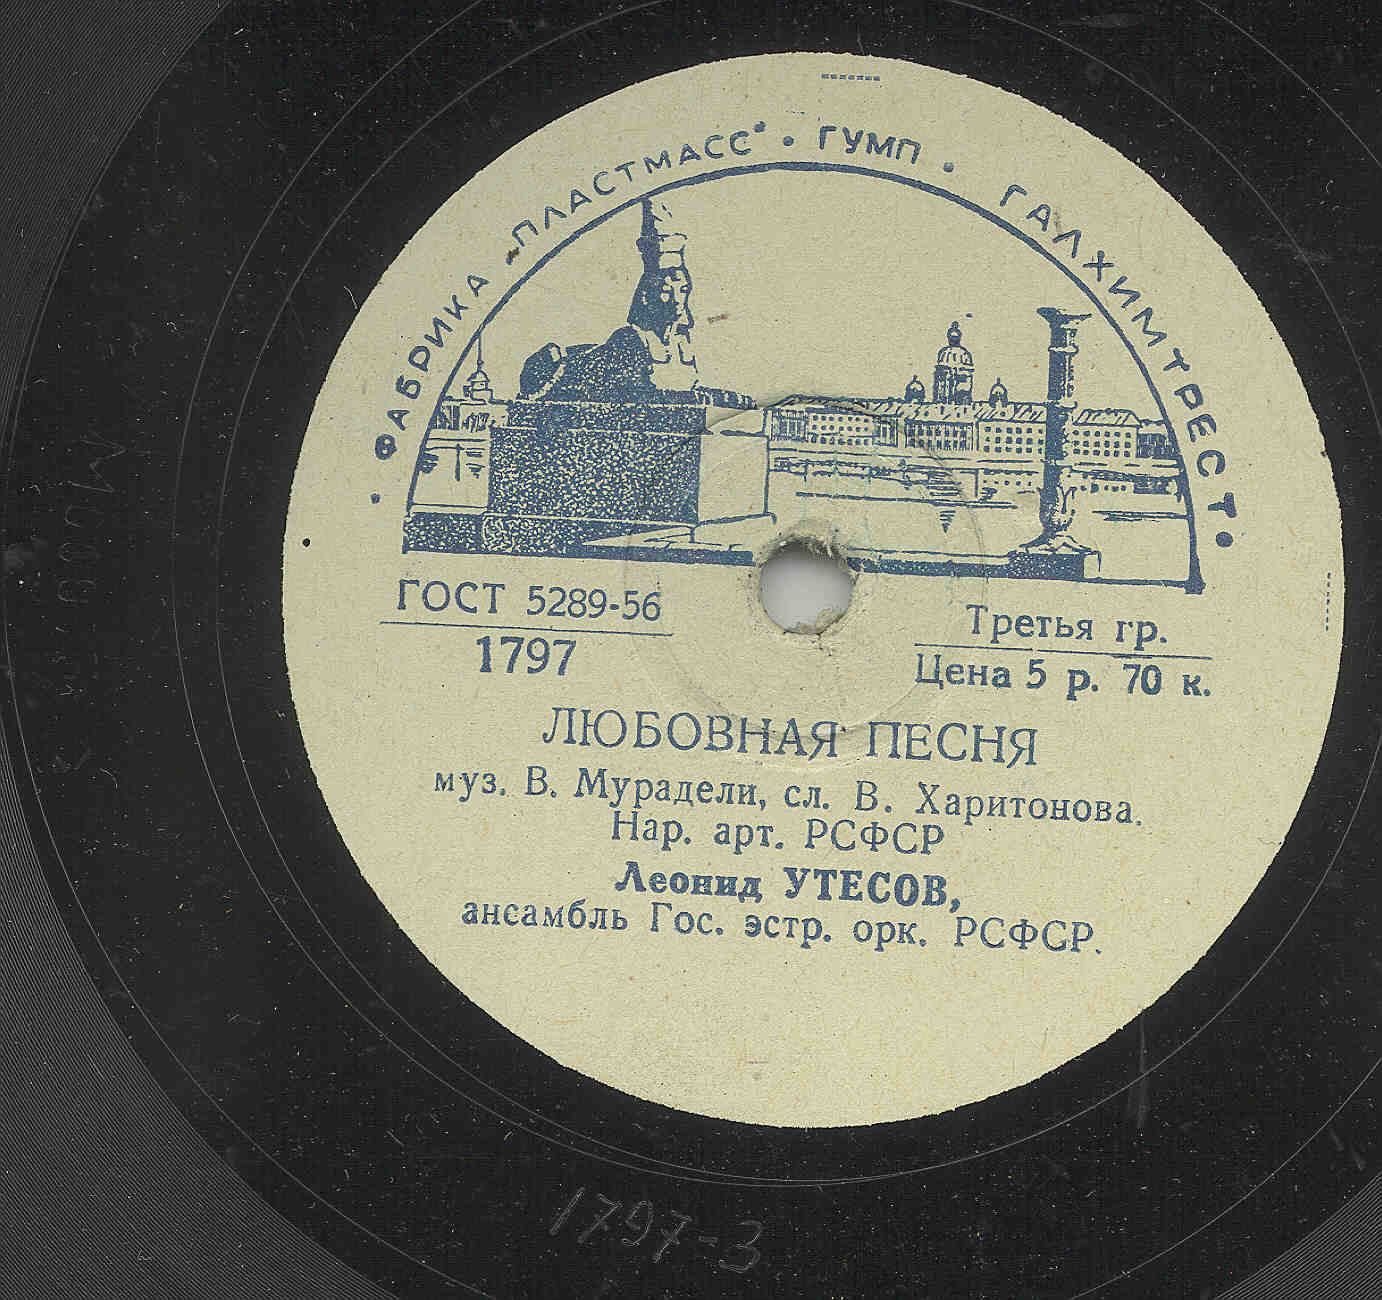 ФАБРИКА „ПЛАСТМАСС“ · ГУМП · ГАЛХИМТРЕСТ
ГОСТ 5289-56
1797
Третья гр.
Цена 5 р. 70 к.
ЛЮБОВНАЯ ПЕСНЯ
муз. В. Мурадели, сл. В. Харитонова.
Нар. арт. РСФСР
Леонид УТЕСОВ,
ансамбль Гос. эстр. орк. РСФСР.
1797-3